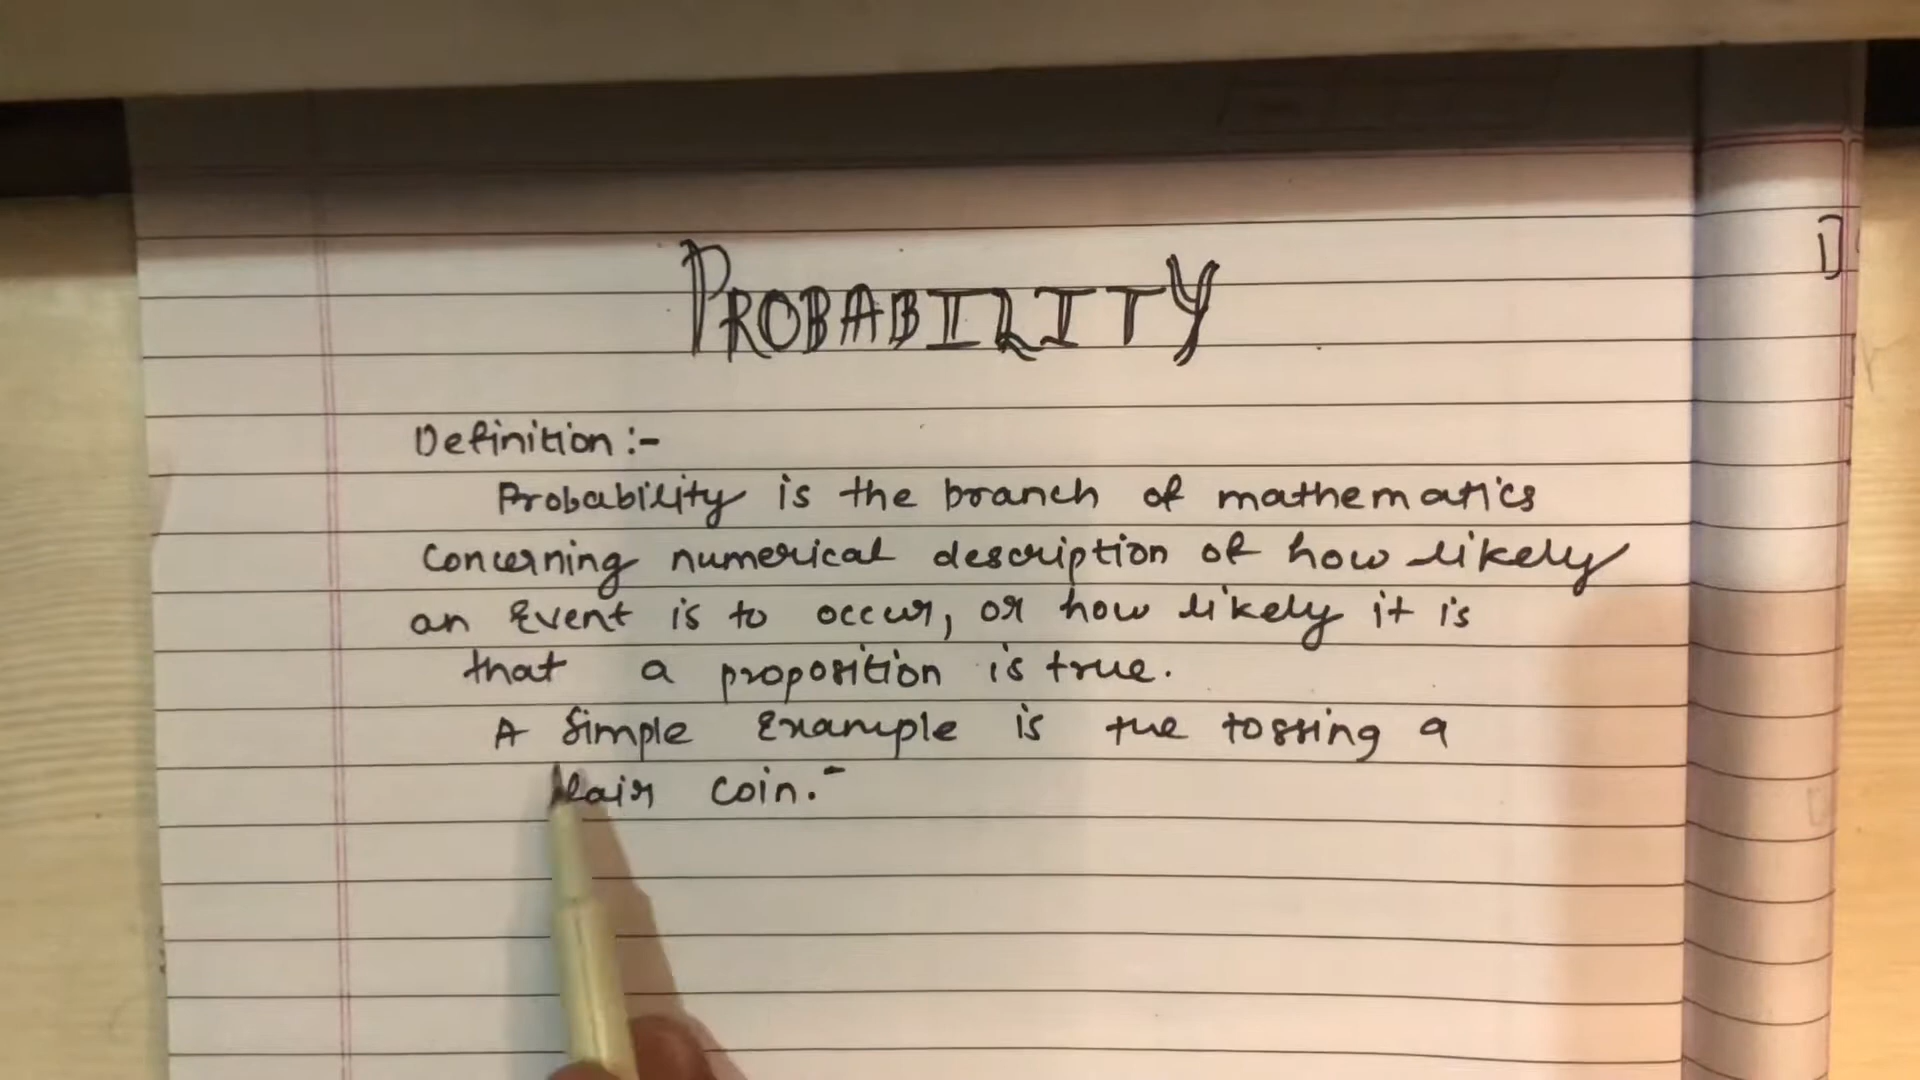 PROBABILITY
Definition :-
Probability is the branch of mathematics
concerning numerical description of how likely
an Event is to occur, or how likely it is
that a proposition is true.
A Simple Example is the tossing a
fair coin.-
D